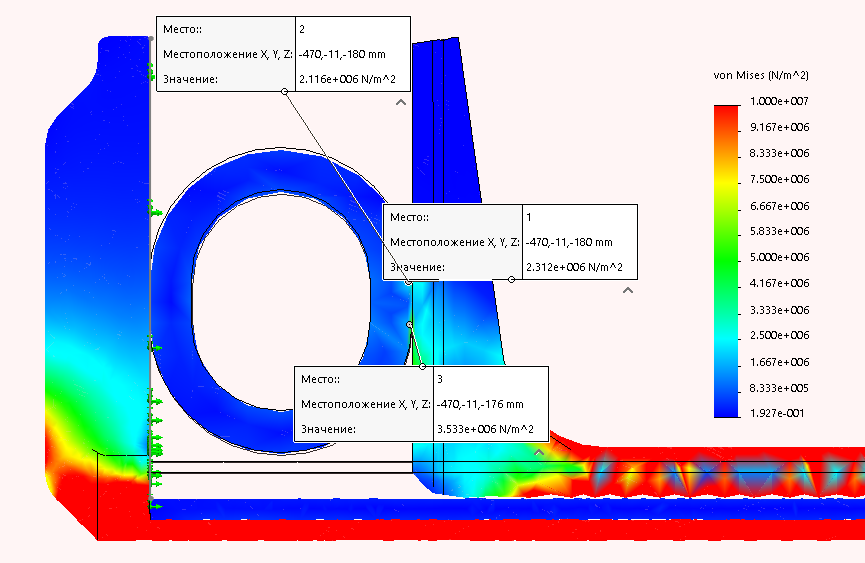 Место:: 2
Местоположение X, Y, Z: -470,-11,-180 mm
Значение: 2.116e+006 N/m^2
Место:: 1
Местоположение X, Y, Z: -470,-11,-180 mm
Значение: 2.312e+006 N/m^2
Место:: 3
Местоположение X, Y, Z: -470,-11,-176 mm
Значение: 3.533e+006 N/m^2
von Mises (N/m^2)
1.000e+007
9.167e+006
8.333e+006
7.500e+006
6.667e+006
5.833e+006
5.000e+006
4.167e+006
3.333e+006
2.500e+006
1.667e+006
8.333e+005
1.927e-001